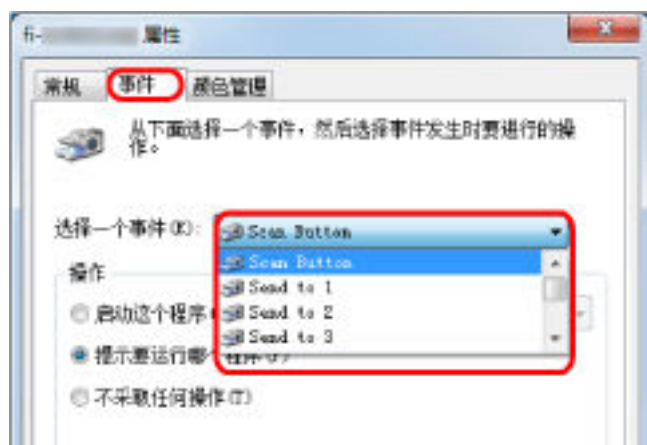 fi- 属性
常规 事件 颜色管理
从下面选择一个事件，然后选择事件发生时要进行的操
作。
选择一个事件(E): Scan Button
Scan Button
操作
Send to 1
启动这个程序 Send to 2
Send to 3
提示要运行哪个程序(P)
不采取任何操作(T)